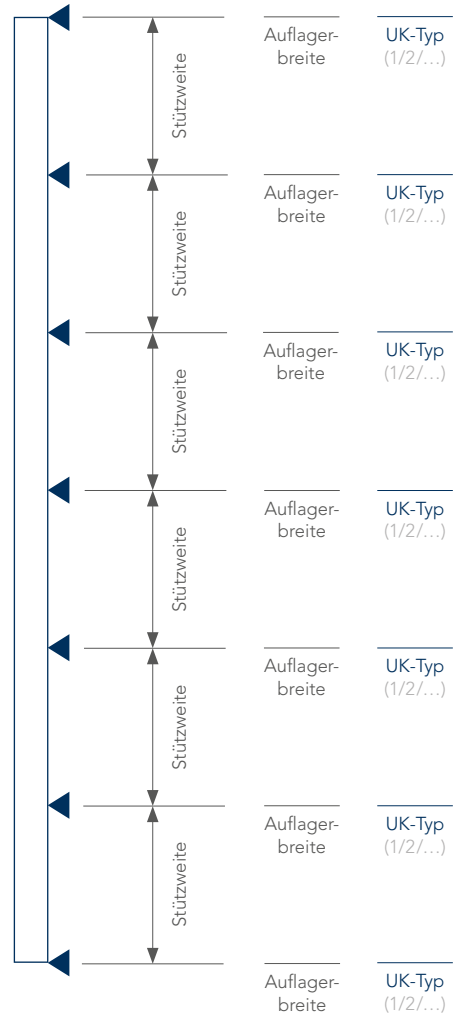 Auflager-
breite
UK-Typ
(1/2/…)
Stützweite
Auflager-
breite
UK-Typ
(1/2/…)
Stützweite
Auflager-
breite
UK-Typ
(1/2/…)
Stützweite
Auflager-
breite
UK-Typ
(1/2/…)
Stützweite
Auflager-
breite
UK-Typ
(1/2/…)
Stützweite
Auflager-
breite
UK-Typ
(1/2/…)
Stützweite
Auflager-
breite
UK-Typ
(1/2/…)